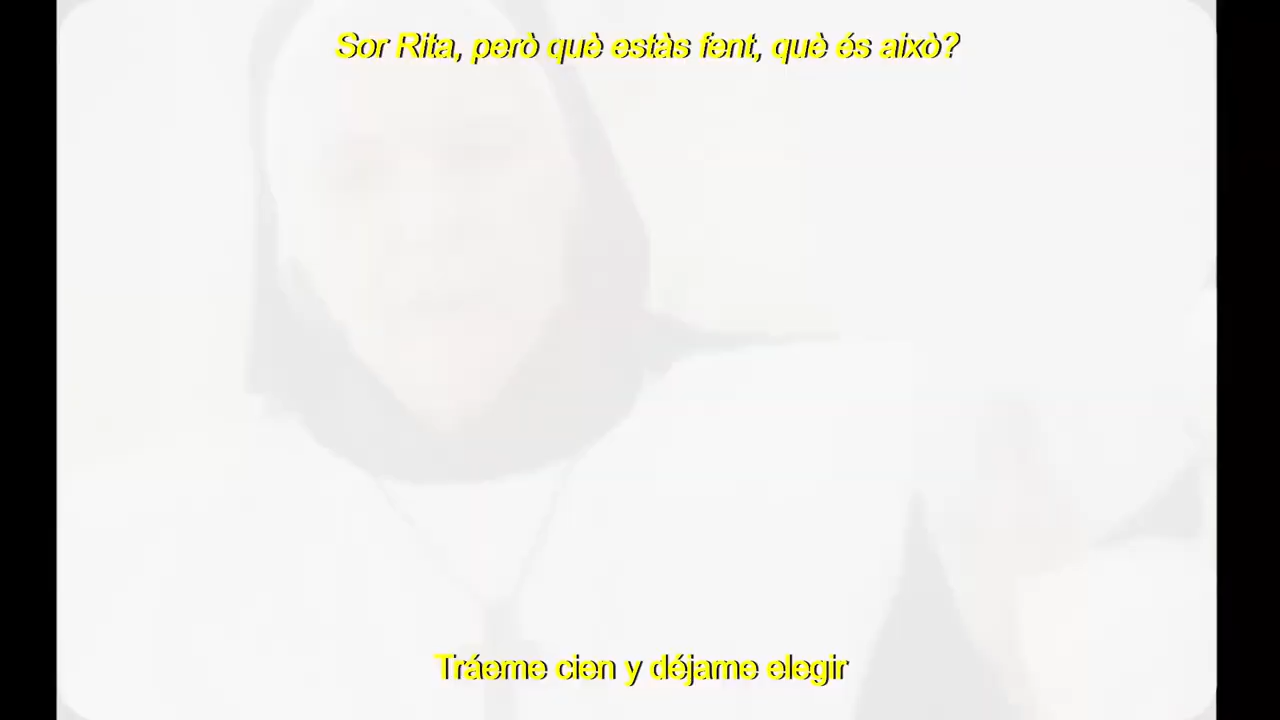 Sor Rita, però què estàs fent, què és això?
Tráeme cien y déjame elegir